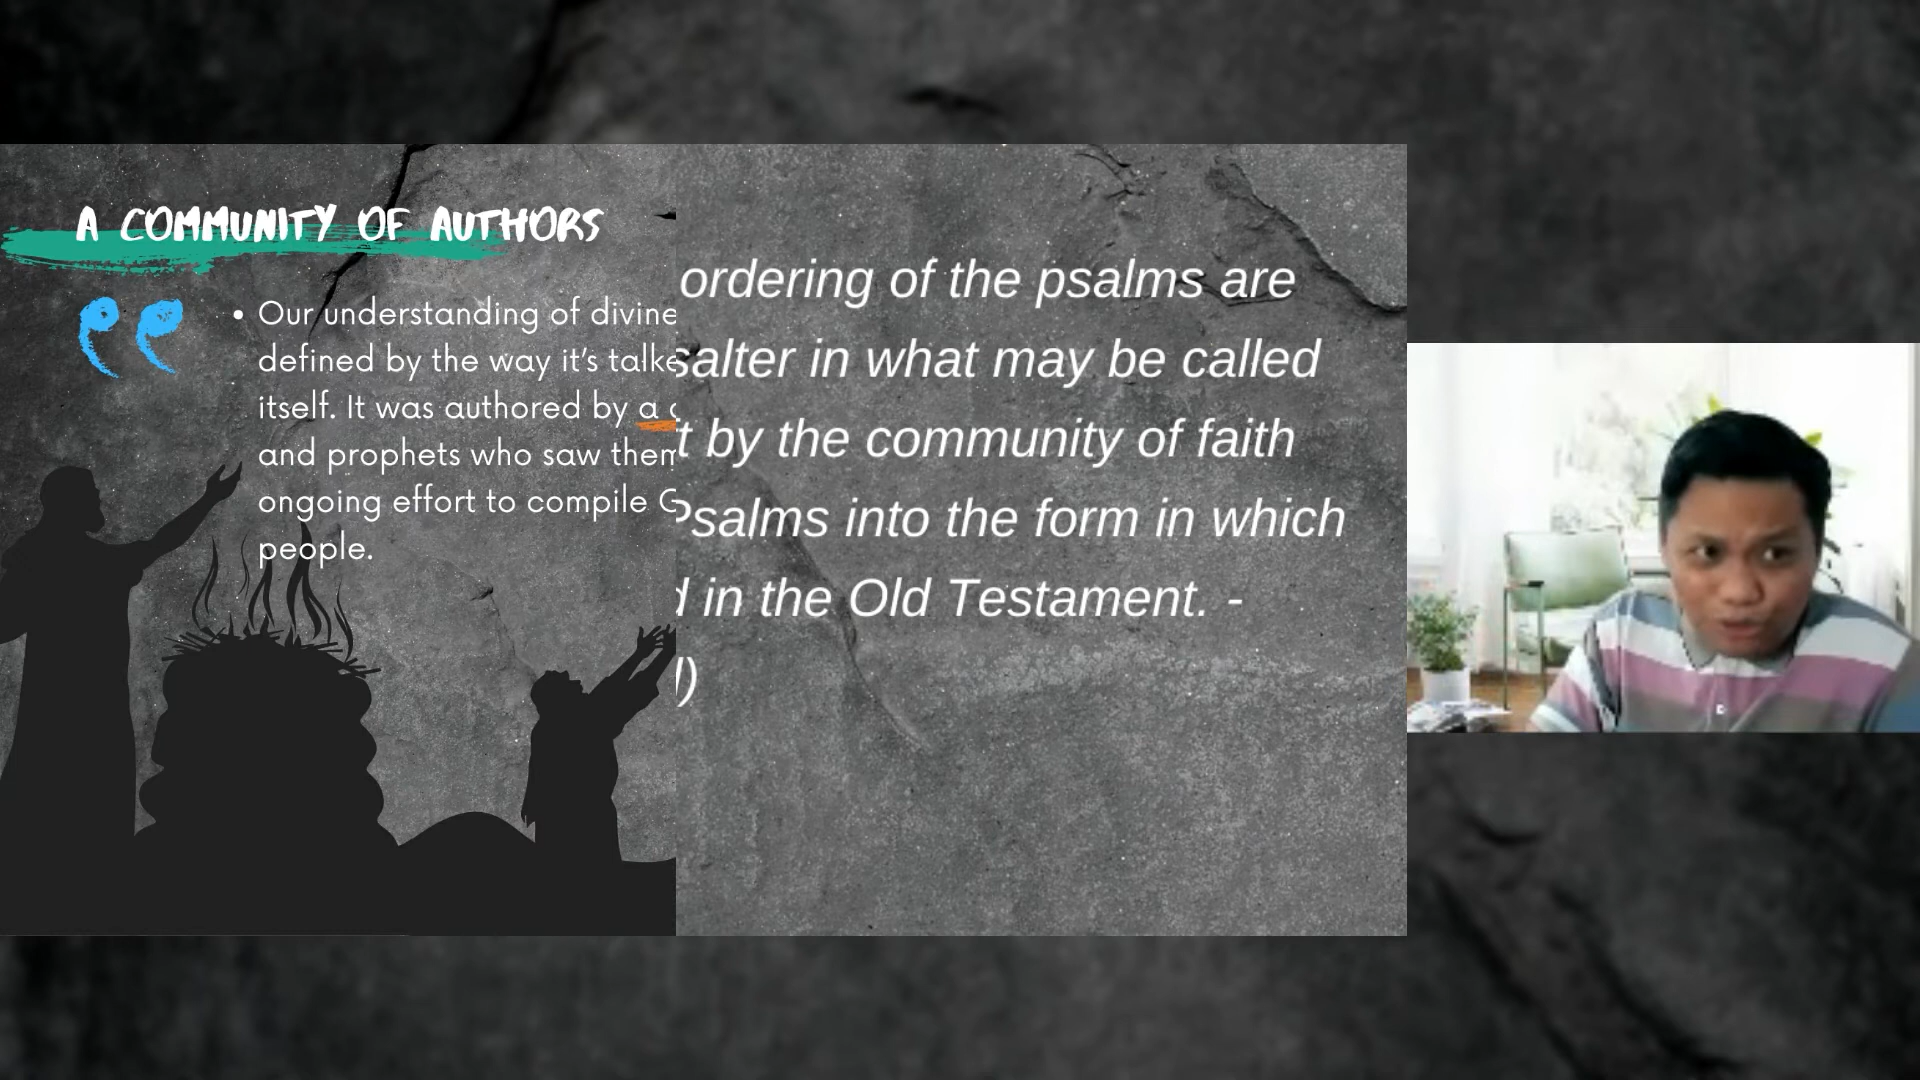 A COMMUNITY OF AUTHORS
• Our understanding of divine
defined by the way it's talke
itself. It was authored by a
and prophets who saw them
ongoing effort to compile
people.
ordering of the psalms are
salter in what may be called
t by the community of faith
Psalms into the form in which
d in the Old Testament. -